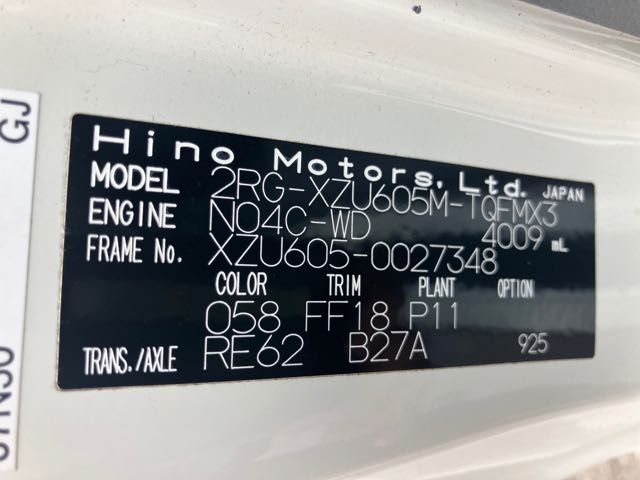 Hino Motors, Ltd. JAPAN
MODEL 2RG-XZU605M-TQFMX3
ENGINE N04C-WD 4009 mL
FRAME No. XZU605-0027348
COLOR TRIM PLANT OPTION
058 FF18 P11
TRANS./AXLE RE62 B27A 925
GJ